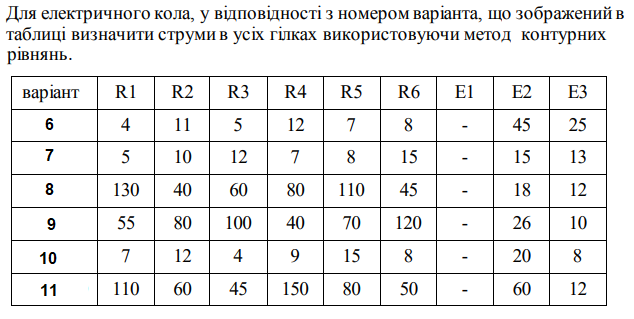 Для електричного кола, у відповідності з номером варіанта, що зображений в
таблиці визначити струми в усіх гілках використовуючи метод контурних
рівнянь.
варіант R1 R2 R3 R4 R5 R6 E1 E2 E3
6 4 11 5 12 7 8 - 45 25
7 5 10 12 7 8 15 - 15 13
8 130 40 60 80 110 45 - 18 12
9 55 80 100 40 70 120 - 26 10
10 7 12 4 9 15 8 - 20 8
11 110 60 45 150 80 50 - 60 12